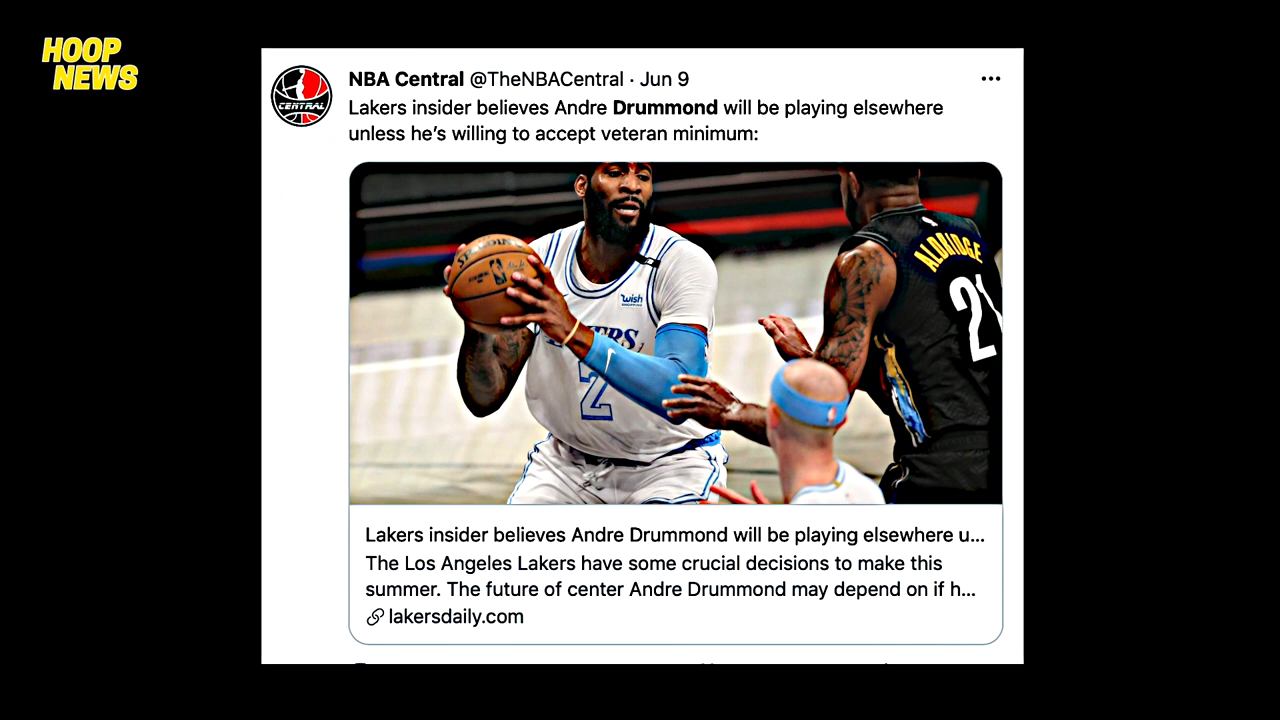 HOOP
NEWS
NBA Central @TheNBACentral · Jun 9
Lakers insider believes Andre Drummond will be playing elsewhere
unless he’s willing to accept veteran minimum:
CENTRAL
SPALDING
wish
2
ALDRIDGE
21
Lakers insider believes Andre Drummond will be playing elsewhere u...
The Los Angeles Lakers have some crucial decisions to make this
summer. The future of center Andre Drummond may depend on if h...
lakersdaily.com